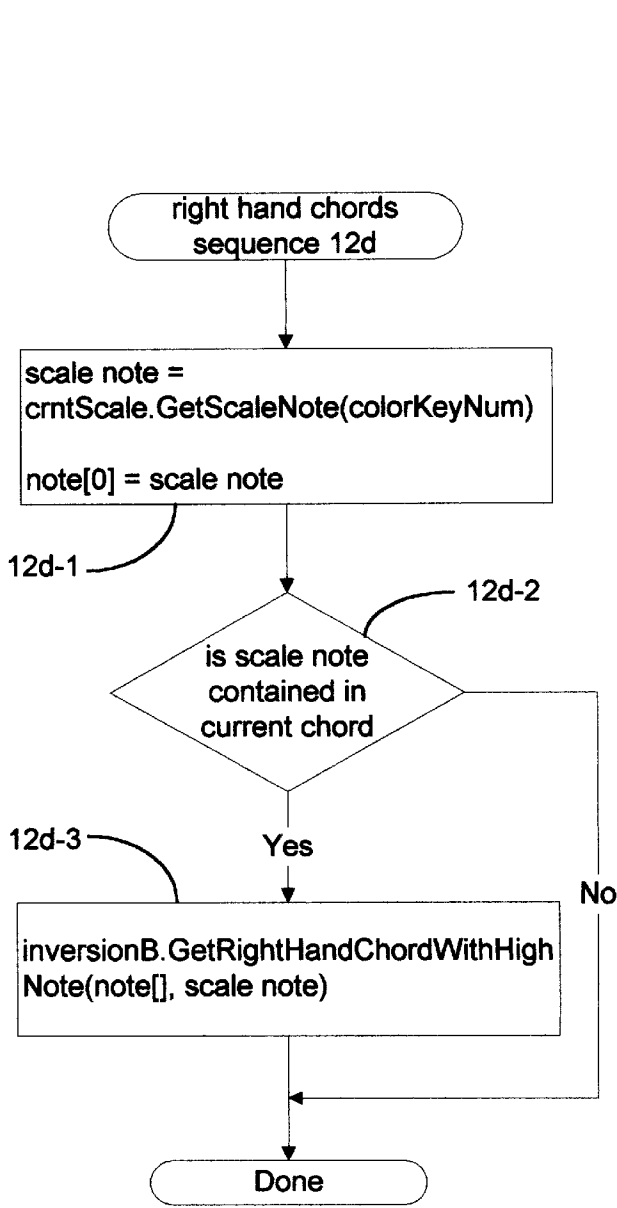 right hand chords
sequence 12d
scale note =
crntScale.GetScaleNote(colorKeyNum)
note[0] = scale note
12d-1
12d-2
is scale note
contained in
current chord
12d-3
Yes
No
inversionB.GetRightHandChordWithHigh
Note(note[], scale note)
Done